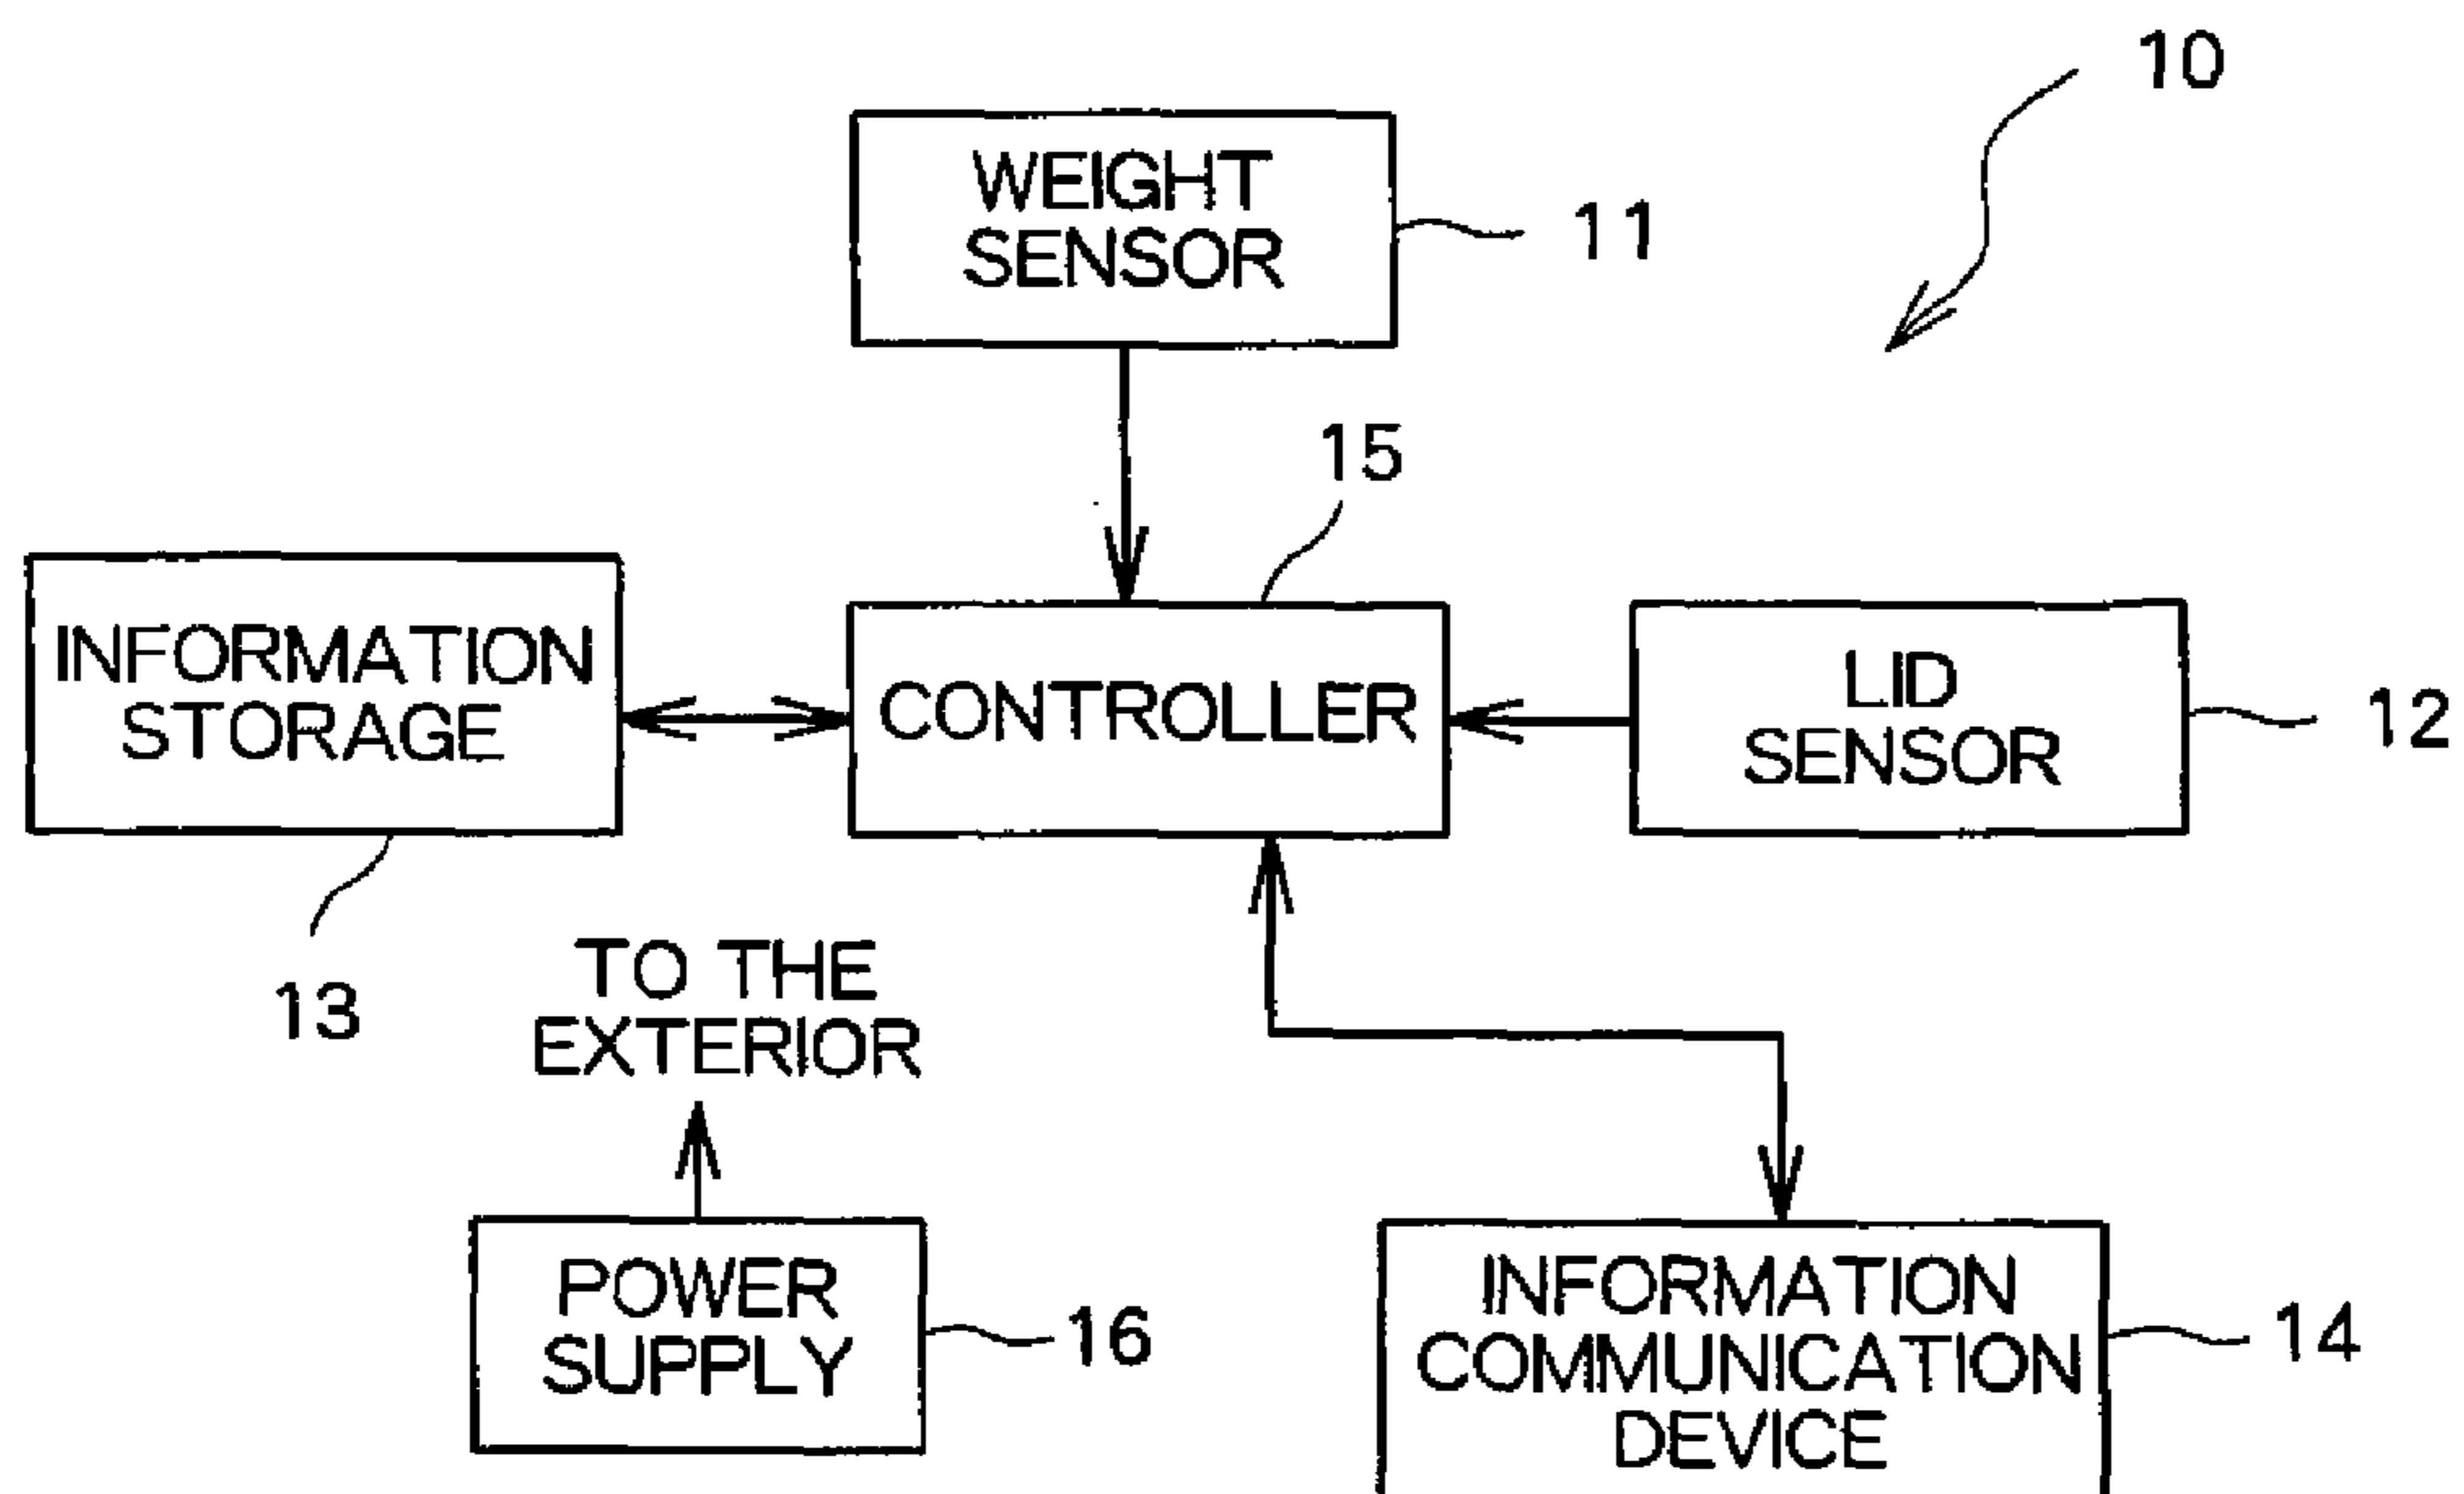 10
WEIGHT
SENSOR
11
15
INFORMATION
STORAGE
CONTROLLER
LID
SENSOR
12
13
TO THE
EXTERIOR
POWER
SUPPLY
16
INFORMATION
COMMUNICATION
DEVICE
14